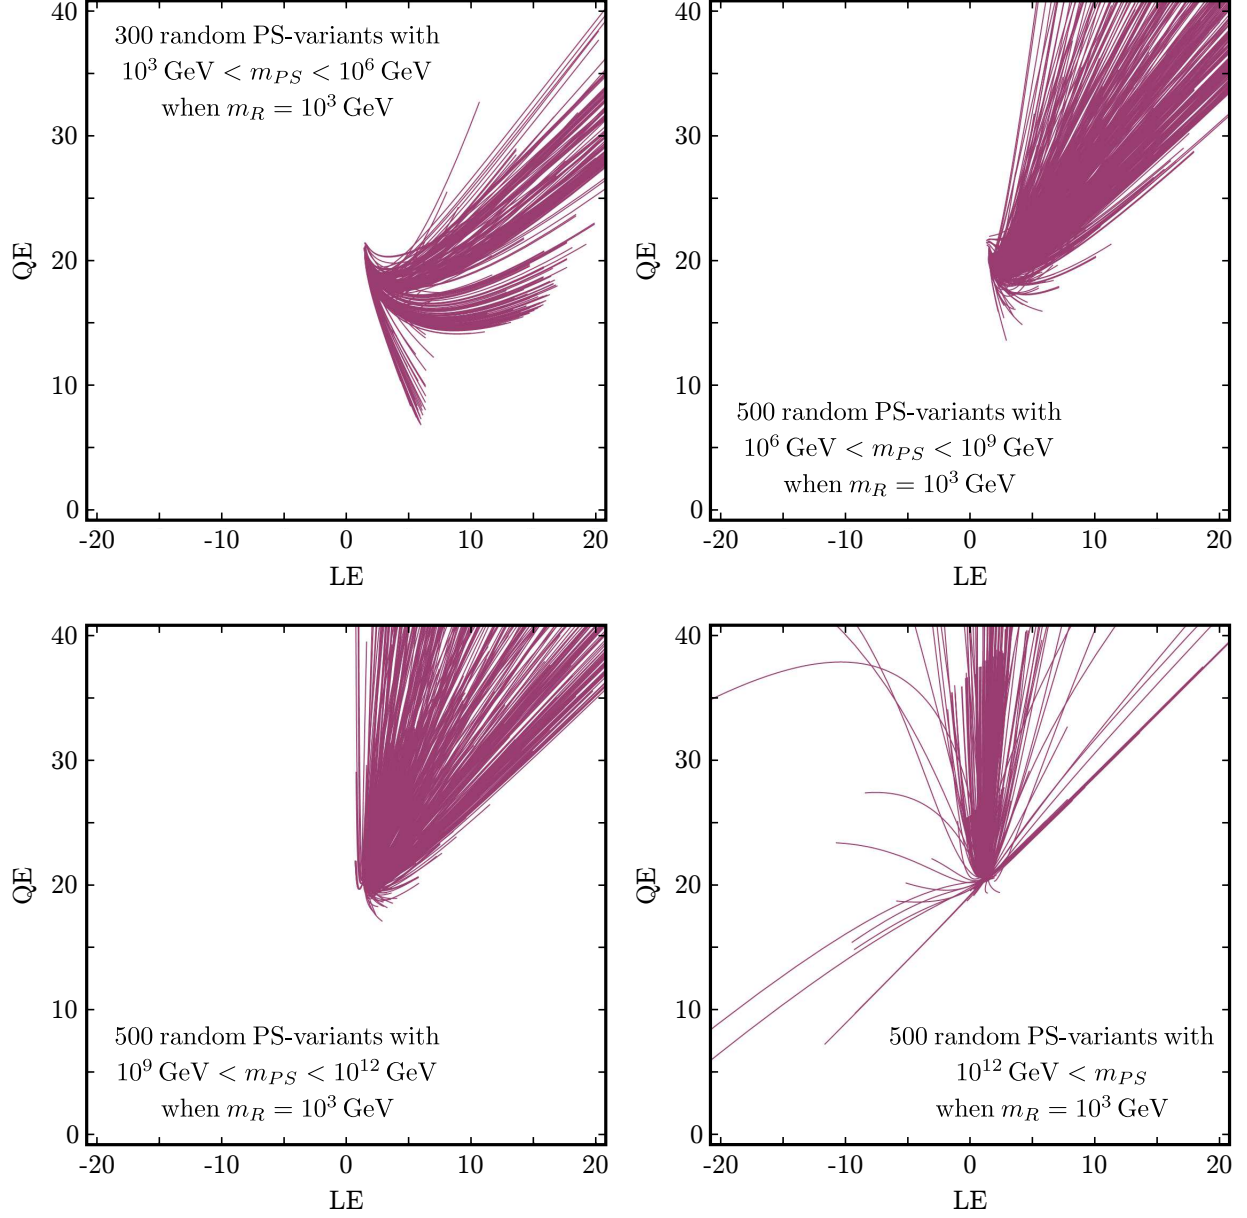 40
30
20
10
0
QE
300 random PS-variants with
10³ GeV < m_PS < 10⁶ GeV
when m_R = 10³ GeV
-20 -10 0 10 20
LE
40
30
20
10
0
QE
500 random PS-variants with
10⁶ GeV < m_PS < 10⁹ GeV
when m_R = 10³ GeV
-20 -10 0 10 20
LE
40
30
20
10
0
QE
500 random PS-variants with
10⁹ GeV < m_PS < 10¹² GeV
when m_R = 10³ GeV
-20 -10 0 10 20
LE
40
30
20
10
0
QE
500 random PS-variants with
10¹² GeV < m_PS
when m_R = 10³ GeV
-20 -10 0 10 20
LE